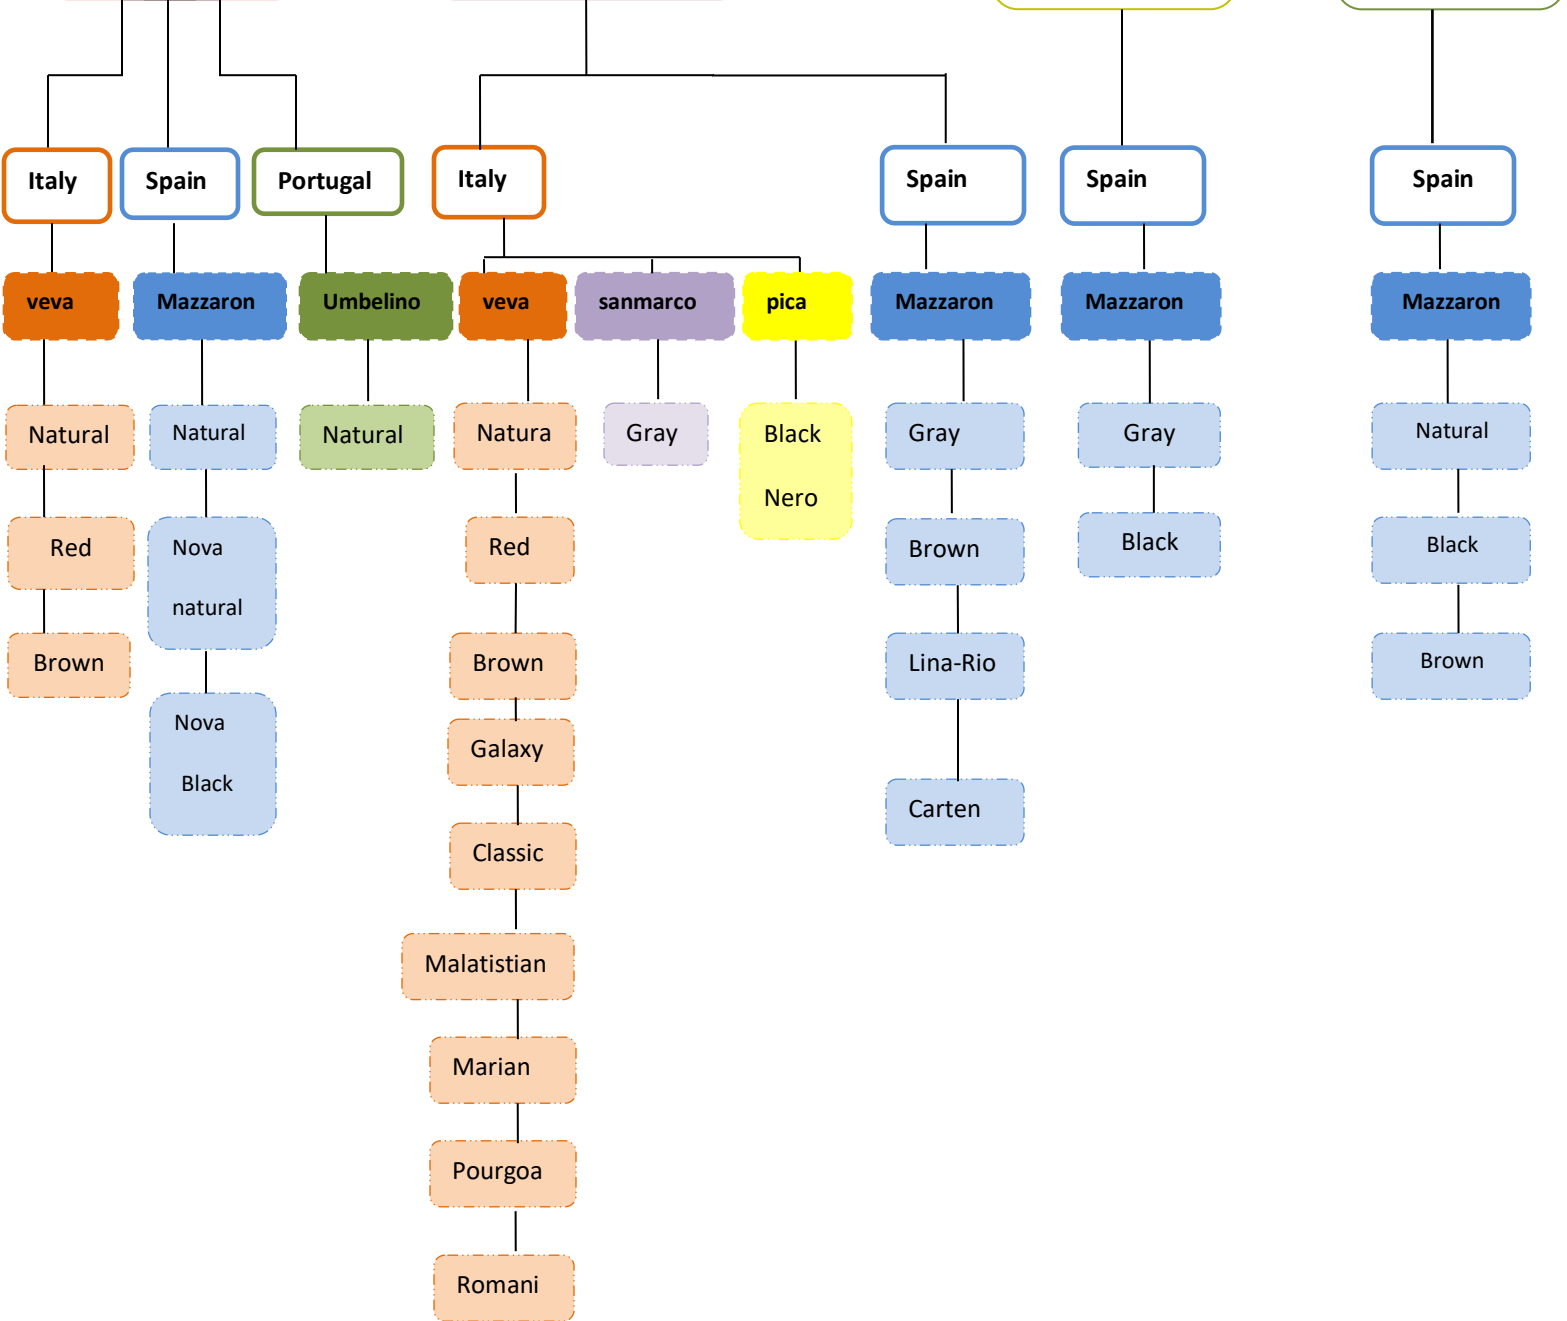 Italy
Spain
Portugal
Italy
Spain
Spain
Spain
veva
Mazzaron
Umbelino
veva
sanmarco
pica
Mazzaron
Mazzaron
Mazzaron
Natural
Natural
Natural
Natura
Gray
Black
Nero
Gray
Gray
Natural
Red
Nova
natural
Red
Brown
Black
Black
Brown
Nova
Black
Brown
Lina-Rio
Brown
Galaxy
Carten
Classic
Malatistian
Marian
Pourgoa
Romani